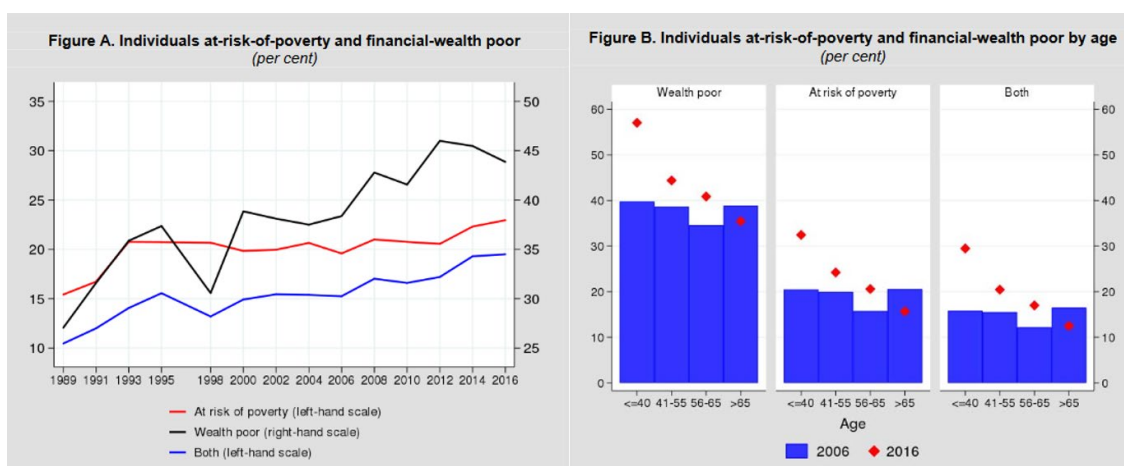 Figure A. Individuals at-risk-of-poverty and financial-wealth poor
(per cent)
35
30
25
20
15
10
50
45
40
35
30
25
1989 1991 1993 1995 1998 2000 2002 2004 2006 2008 2010 2012 2014 2016
At risk of poverty (left-hand scale)
Wealth poor (right-hand scale)
Both (left-hand scale)
Figure B. Individuals at-risk-of-poverty and financial-wealth poor by age
(per cent)
Wealth poor At risk of poverty Both
60
50
40
30
20
10
0
60
50
40
30
20
10
0
<=40 41-55 56-65 >65 <=40 41-55 56-65 >65 <=40 41-55 56-65 >65
Age
2006 2016